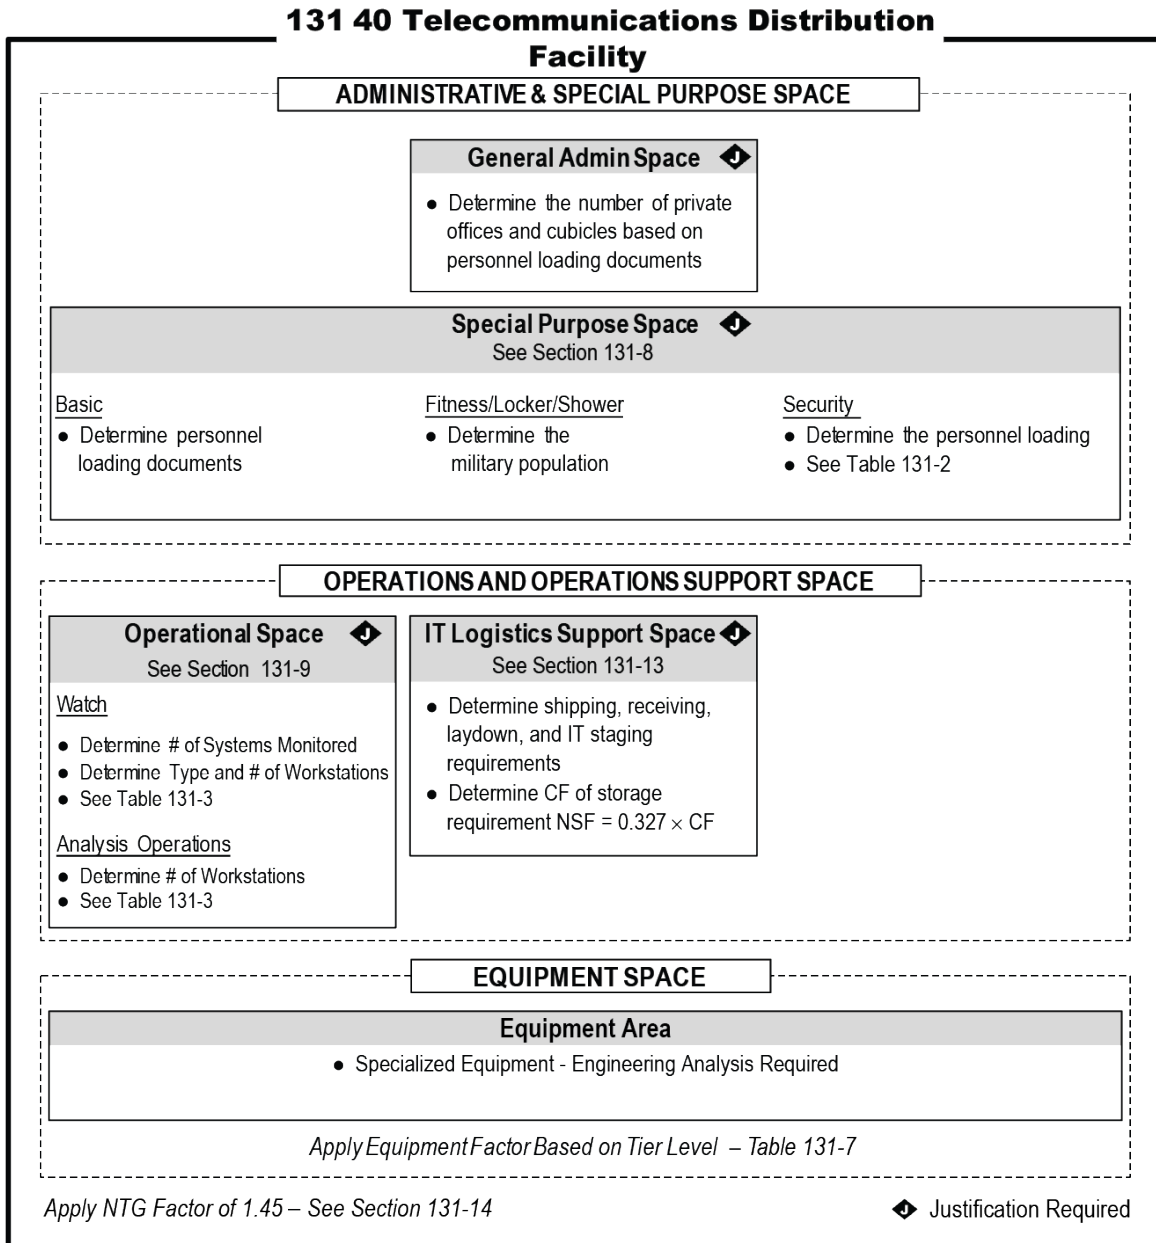 131 40 Telecommunications Distribution
Facility
ADMINISTRATIVE & SPECIAL PURPOSE SPACE
General Admin Space J
● Determine the number of private
offices and cubicles based on
personnel loading documents
Special Purpose Space J
See Section 131-8
Basic
● Determine personnel
loading documents
Fitness/Locker/Shower
● Determine the
military population
Security
● Determine the personnel loading
● See Table 131-2
OPERATIONS AND OPERATIONS SUPPORT SPACE
Operational Space J
See Section 131-9
Watch
● Determine # of Systems Monitored
● Determine Type and # of Workstations
● See Table 131-3
Analysis Operations
● Determine # of Workstations
● See Table 131-3
IT Logistics Support Space J
See Section 131-13
● Determine shipping, receiving,
laydown, and IT staging
requirements
● Determine CF of storage
requirement NSF = 0.327 × CF
EQUIPMENT SPACE
Equipment Area
● Specialized Equipment - Engineering Analysis Required
Apply Equipment Factor Based on Tier Level – Table 131-7
Apply NTG Factor of 1.45 – See Section 131-14
J Justification Required